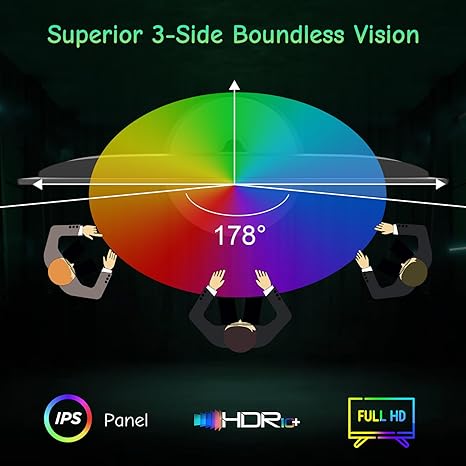 Superior 3-Side Boundless Vision
178°
IPS Panel
HDR10+
FULL HD